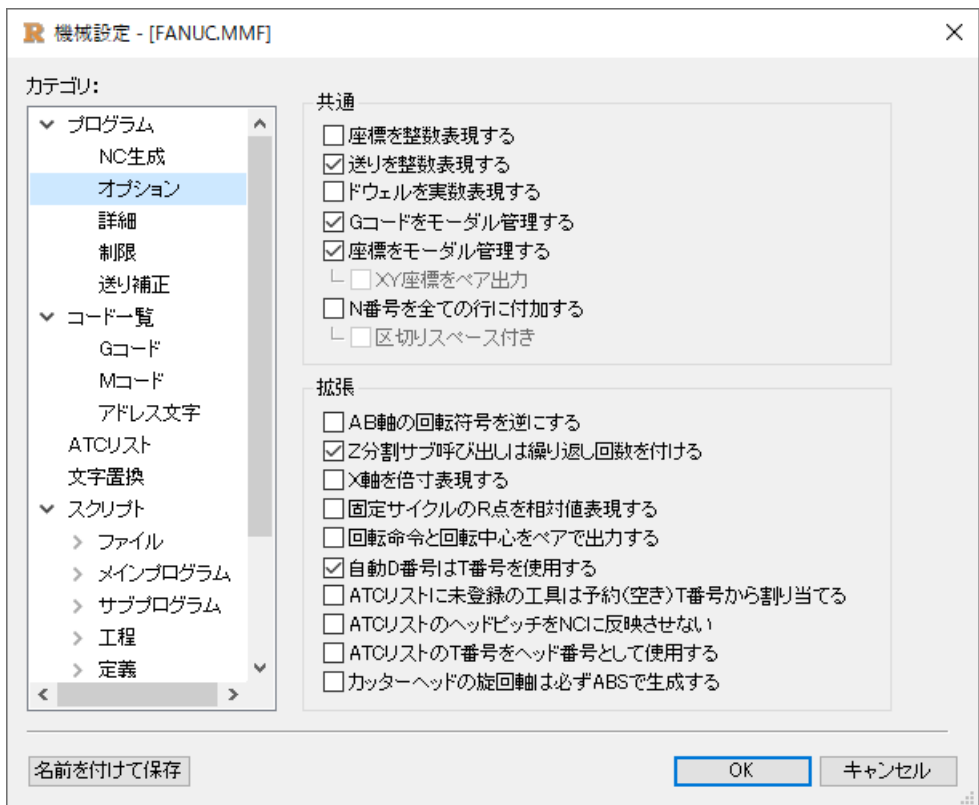 機械設定 - [FANUC.MMF]
カテゴリ:
プログラム
NC生成
オプション
詳細
制限
送り補正
コード一覧
Gコード
Mコード
アドレス文字
ATCリスト
文字置換
スクリプト
ファイル
メインプログラム
サブプログラム
工程
定義
共通
座標を整数表現する
送りを整数表現する
ドウェルを実数表現する
Gコードをモーダル管理する
座標をモーダル管理する
XY座標をペア出力
N番号を全ての行に付加する
区切りスペース付き
拡張
AB軸の回転符号を逆にする
Z分割サブ呼び出しは繰り返し回数を付ける
X軸を倍寸表現する
固定サイクルのR点を相対値表現する
回転命令と回転中心をペアで出力する
自動D番号はT番号を使用する
ATCリストに未登録の工具は予約(空き)T番号から割り当てる
ATCリストのヘッドピッチをNCに反映させない
ATCリストのT番号をヘッド番号として使用する
カッターヘッドの旋回軸は必ずABSで生成する
名前を付けて保存
OK
キャンセル